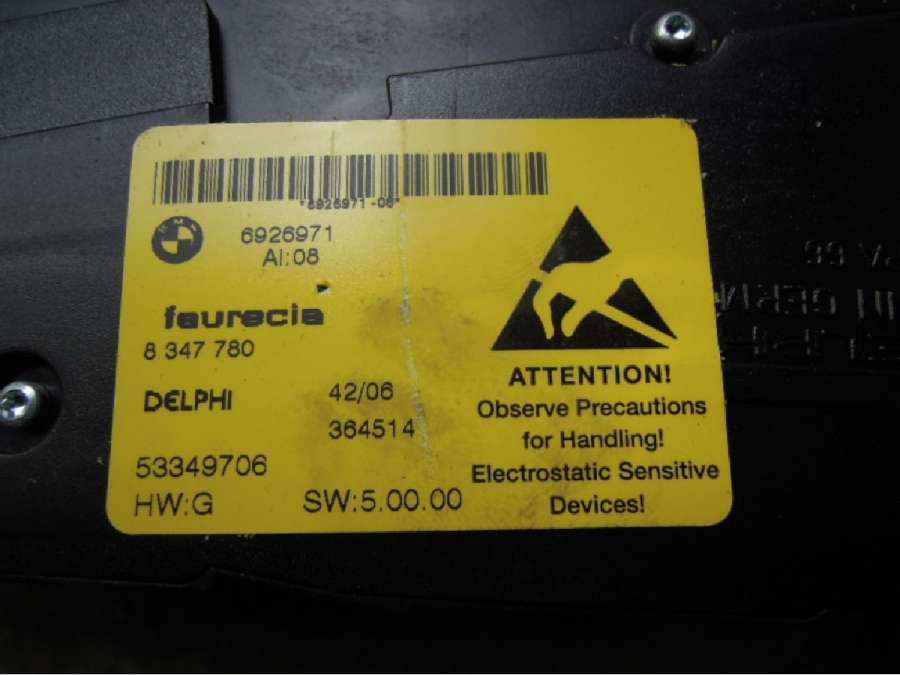 *6926971-08*
BMW
6926971
AI:08
faurecia
8 347 780
DELPHI
42/06
364514
53349706
HW:G
SW:5.00.00
ATTENTION!
Observe Precautions
for Handling!
Electrostatic Sensitive
Devices!